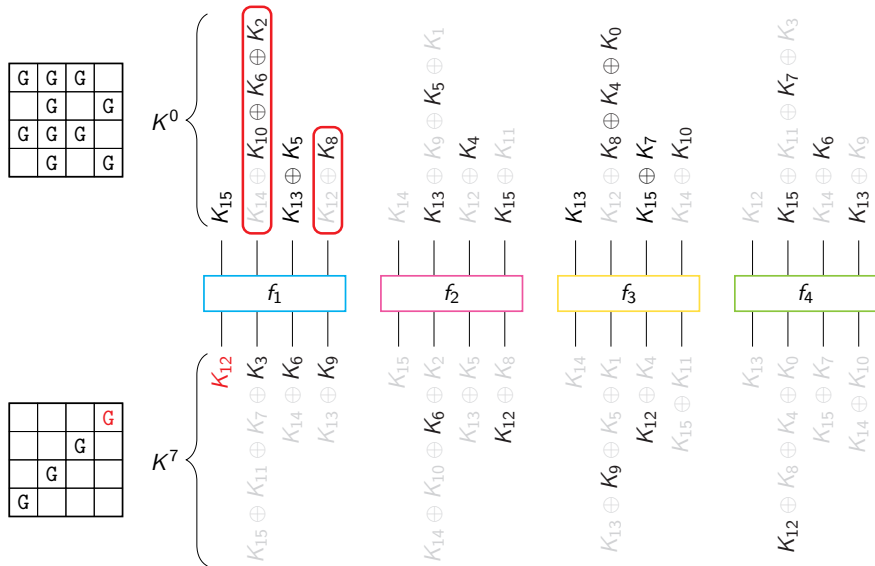 G G G
G G
G G G
G G
K^0
K_15
K_14 ⊕ K_10 ⊕ K_6 ⊕ K_2
K_13 ⊕ K_5
K_12 ⊕ K_8
K_14
K_13 ⊕ K_9 ⊕ K_5 ⊕ K_1
K_12 ⊕ K_4
K_15 ⊕ K_11
K_13
K_12 ⊕ K_8 ⊕ K_4 ⊕ K_0
K_15 ⊕ K_7
K_14 ⊕ K_10
K_12
K_15 ⊕ K_11 ⊕ K_7 ⊕ K_3
K_14 ⊕ K_6
K_13 ⊕ K_9
f_1
f_2
f_3
f_4
G
G
G
G
K^7
K_12
K_15 ⊕ K_11 ⊕ K_7 ⊕ K_3
K_14 ⊕ K_6
K_13 ⊕ K_9
K_15
K_14 ⊕ K_10 ⊕ K_6 ⊕ K_2
K_13 ⊕ K_5
K_12 ⊕ K_8
K_14
K_13 ⊕ K_9 ⊕ K_5 ⊕ K_1
K_12 ⊕ K_4
K_15 ⊕ K_11
K_13
K_12 ⊕ K_8 ⊕ K_4 ⊕ K_0
K_15 ⊕ K_7
K_14 ⊕ K_10